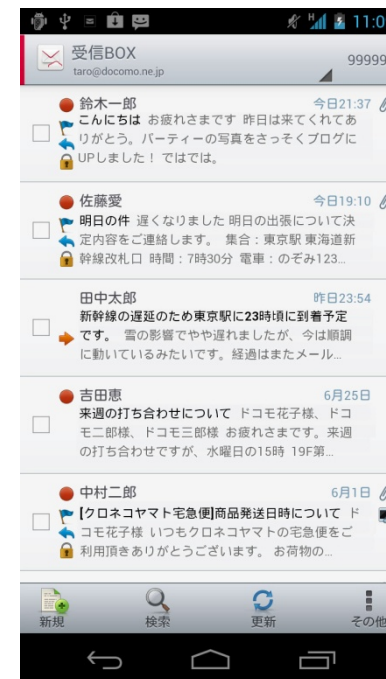 H
11:0
受信BOX
taro@docomo.ne.jp
99999
鈴木一郎 今日21:37
こんにちは お疲れさまです 昨日は来てくれてあ
りがとう。パーティーの写真をさっそくブログに
UPしました! ではでは。
佐藤愛 今日19:10
明日の件 遅くなりました 明日の出張について決
定内容をご連絡します。 集合:東京駅 東海道新
幹線改札口 時間:7時30分 電車:のぞみ123...
田中太郎 昨日23:54
新幹線の遅延のため東京駅に23時頃に到着予定
です。 雪の影響でやや遅れましたが、今は順調
に動いているみたいです。経過はまたメール...
吉田恵 6月25日
来週の打ち合わせについて ドコモ花子様、ドコ
モ二郎様、ドコモ三郎様 お疲れさまです。来週
の打ち合わせですが、水曜日の15時 19F第...
中村二郎 6月1日
[クロネコヤマト宅急便]商品発送日時について ド
コモ花子様 いつもクロネコヤマトの宅急便をご
利用頂きありがとうございます。 お荷物の...
新規 検索 更新 その他